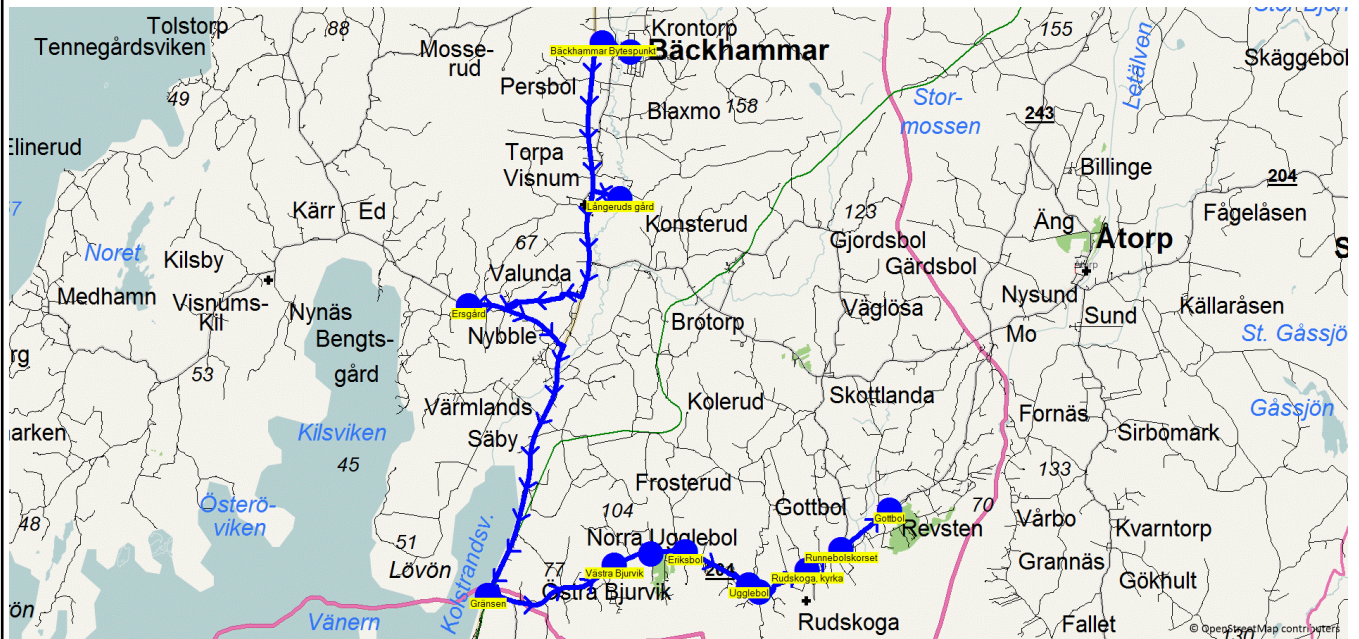 Tolstorp
Tennegårdsviken
88
Mosse-
rud
Krontorp
Bäckhammar Bytespunkt
Bäckhammar
155
Skäggebol
Letälven
49
Persbol
Blaxmo
158
Stor-
mossen
243
Elinerud
Torpa
Visnum
Billinge
204
Långeruds gård
Kärr
Ed
Konsterud
123
Äng
Fågelåsen
Noret
Kilsby
67
Gjordsbol
Åtorp
Gärdsbol
Valunda
Medhamn
Visnums-
Kil
Nynäs
Ersgård
Väglösa
Nysund
Källaråsen
Bengts-
gård
Nybble
Brotorp
Sund
Mo
St. Gåssjö
53
Värmlands
Säby
Kolerud
Skottlanda
Fornäs
Gåssjön
Kilsviken
45
Sirbomark
Frosterud
133
Österö-
viken
104
Gottbol
70
Gottbol
Revsten
Vårbo
Kvarntorp
48
51
Lövön
Kolstrandsv.
Norra Ugglebol
Eriksbol
Runnebolskorset
Grannäs
77
Västra Bjurvik
204
Rudskoga, kyrka
Gökhult
Östra Bjurvik
Ugglebol
Gränsen
Vänern
Rudskoga
Fallet
© OpenStreetMap contributers